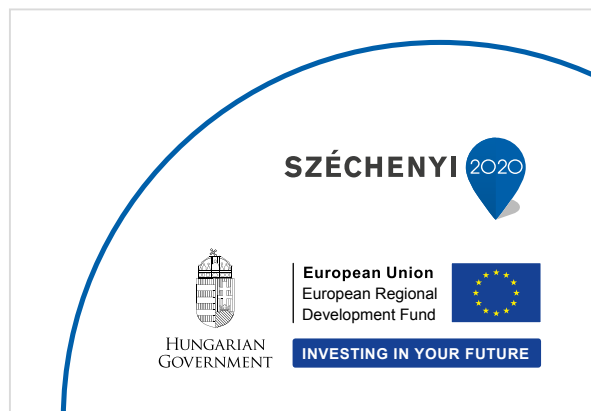 SZÉCHENYI 2020
European Union
European Regional
Development Fund
HUNGARIAN
GOVERNMENT
INVESTING IN YOUR FUTURE